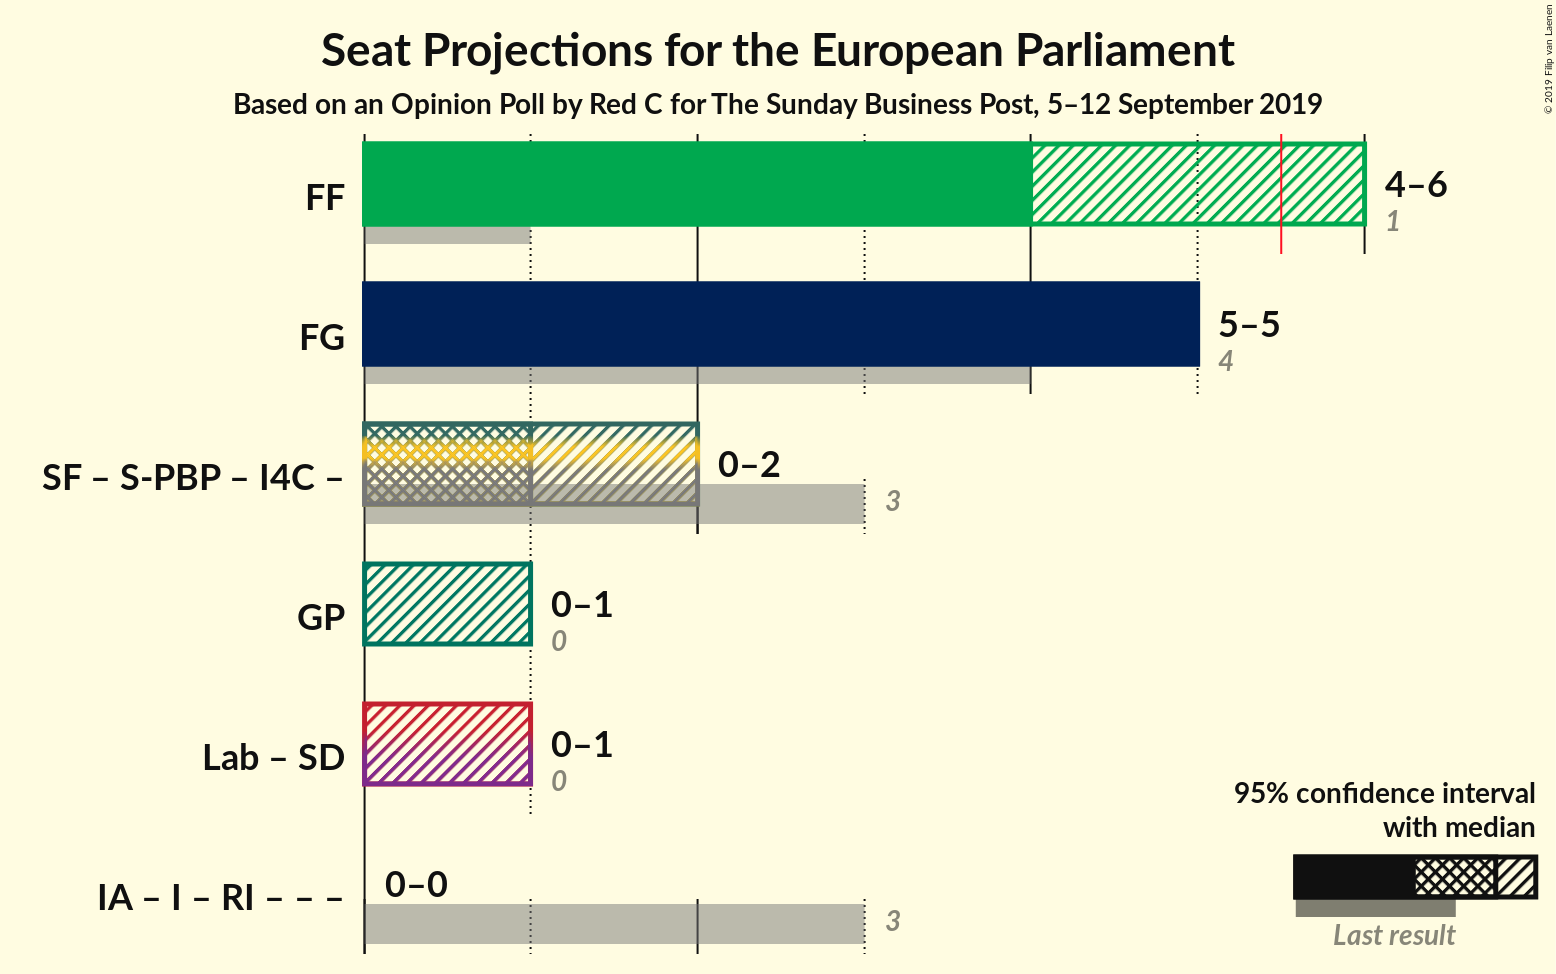 Seat Projections for the European Parliament
Based on an Opinion Poll by Red C for The Sunday Business Post, 5–12 September 2019
© 2019 Filip van Laenen
FF
4–6
1
FG
5–5
4
SF – S-PBP – I4C –
0–2
3
GP
0–1
0
Lab – SD
0–1
0
IA – I – RI – – –
0–0
3
95% confidence interval
with median
Last result